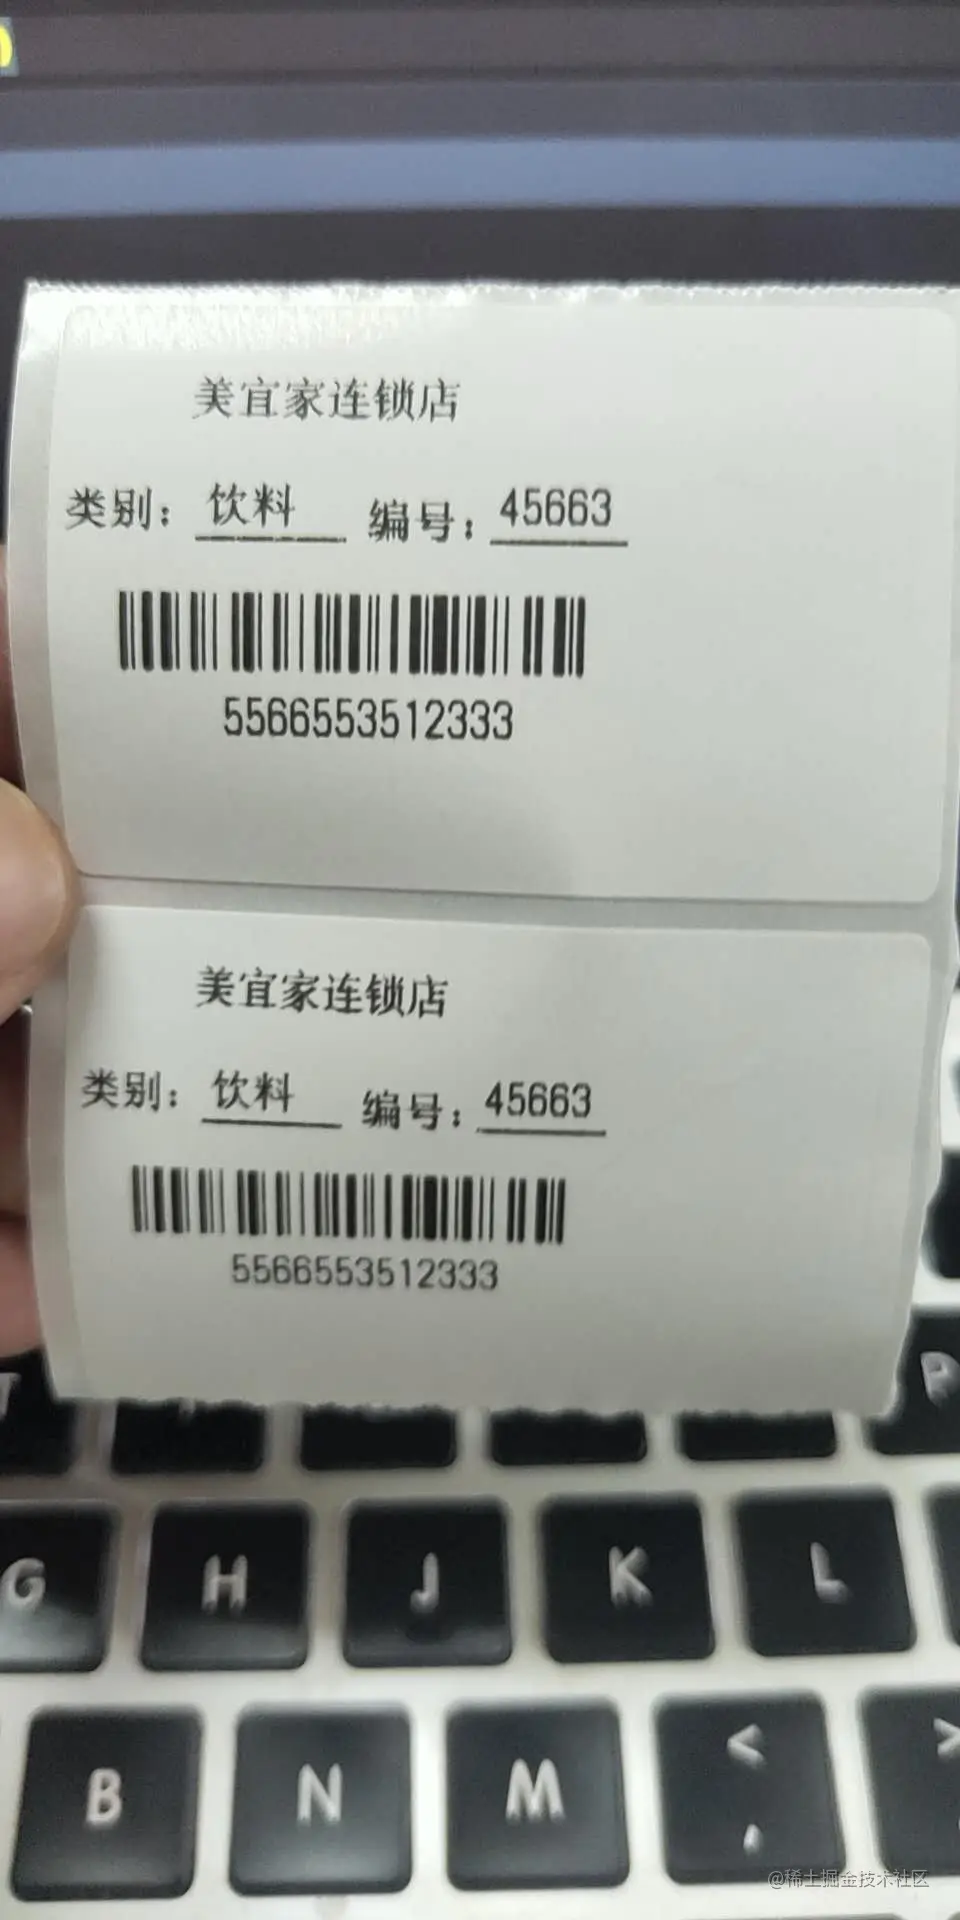 美宜家连锁店
类别： 饮料 编号： 45663
5566553512333
美宜家连锁店
类别： 饮料 编号： 45663
5566553512333
G H J K L
B N M < >
,
@稀土掘金技术社区